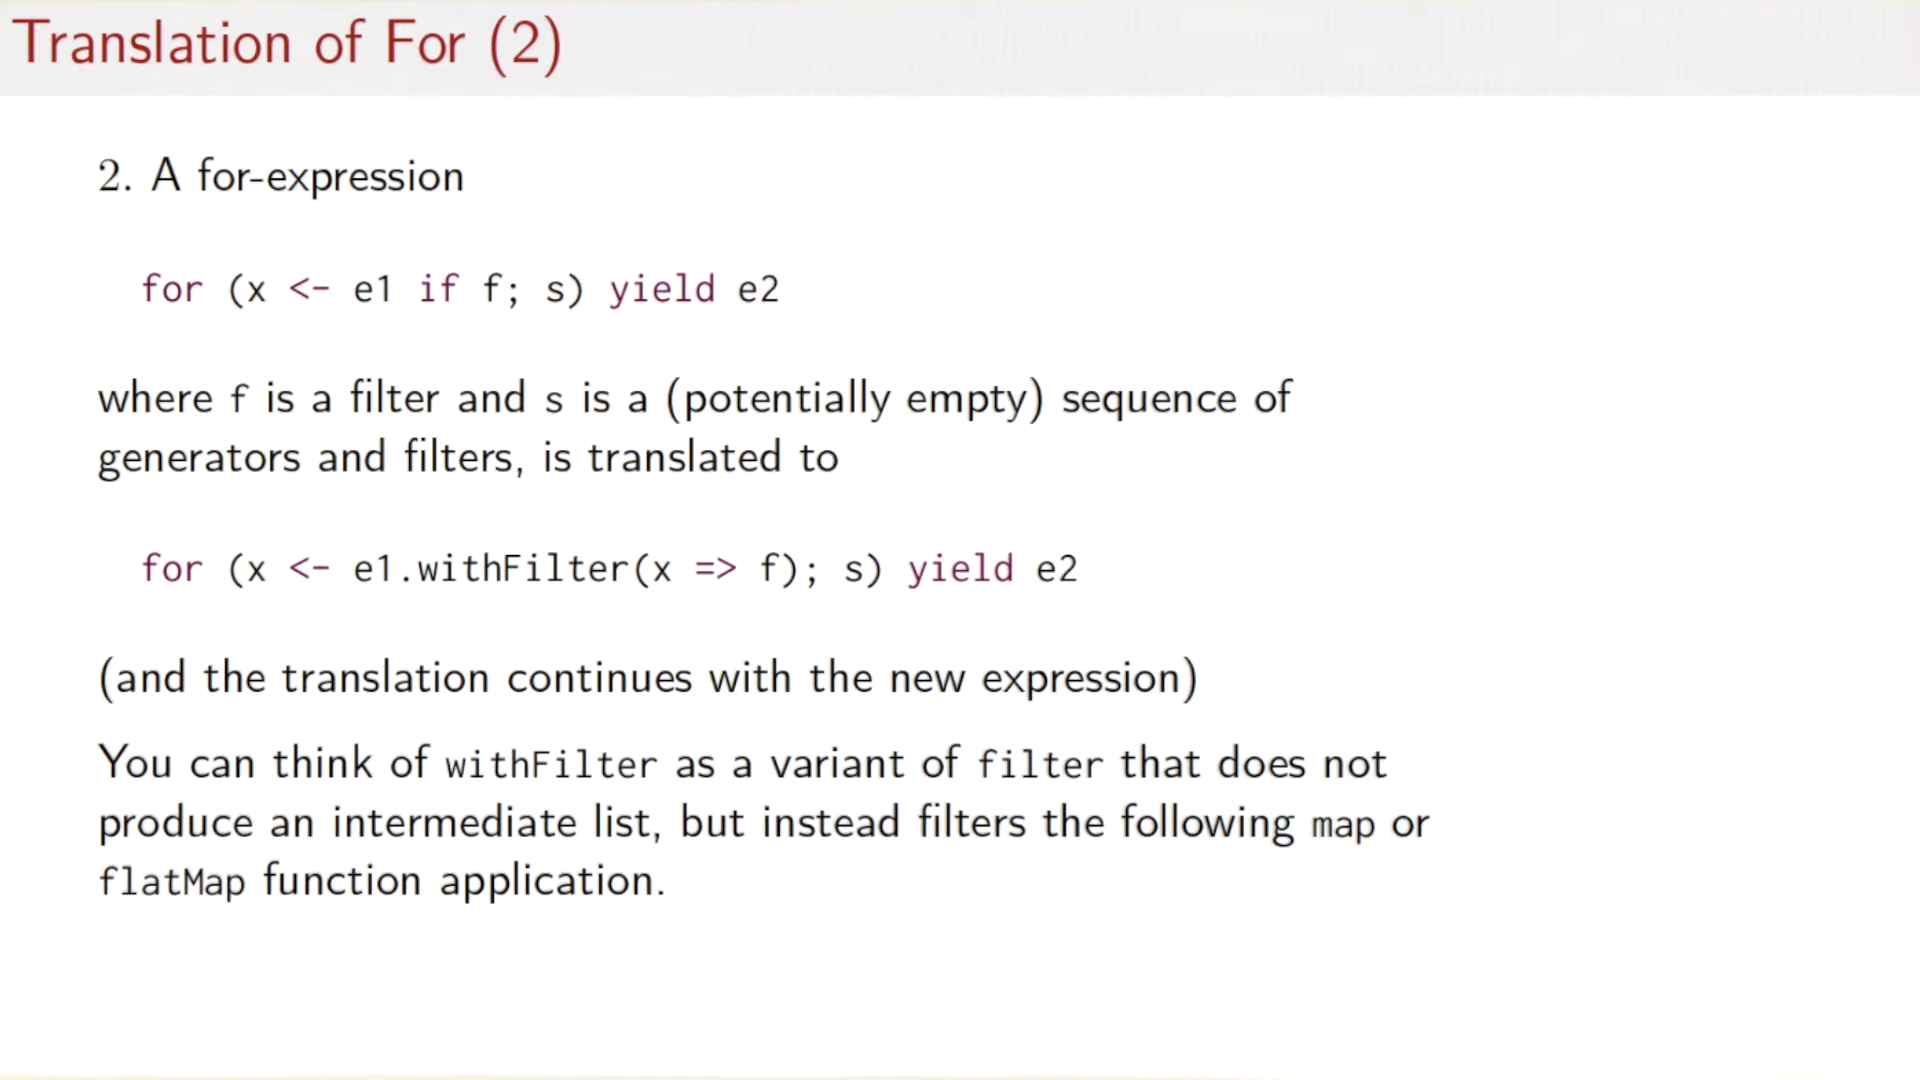 Translation of For (2)
2. A for-expression
for (x <- e1 if f; s) yield e2
where f is a filter and s is a (potentially empty) sequence of
generators and filters, is translated to
for (x <- e1.withFilter(x => f); s) yield e2
(and the translation continues with the new expression)
You can think of withFilter as a variant of filter that does not
produce an intermediate list, but instead filters the following map or
flatMap function application.